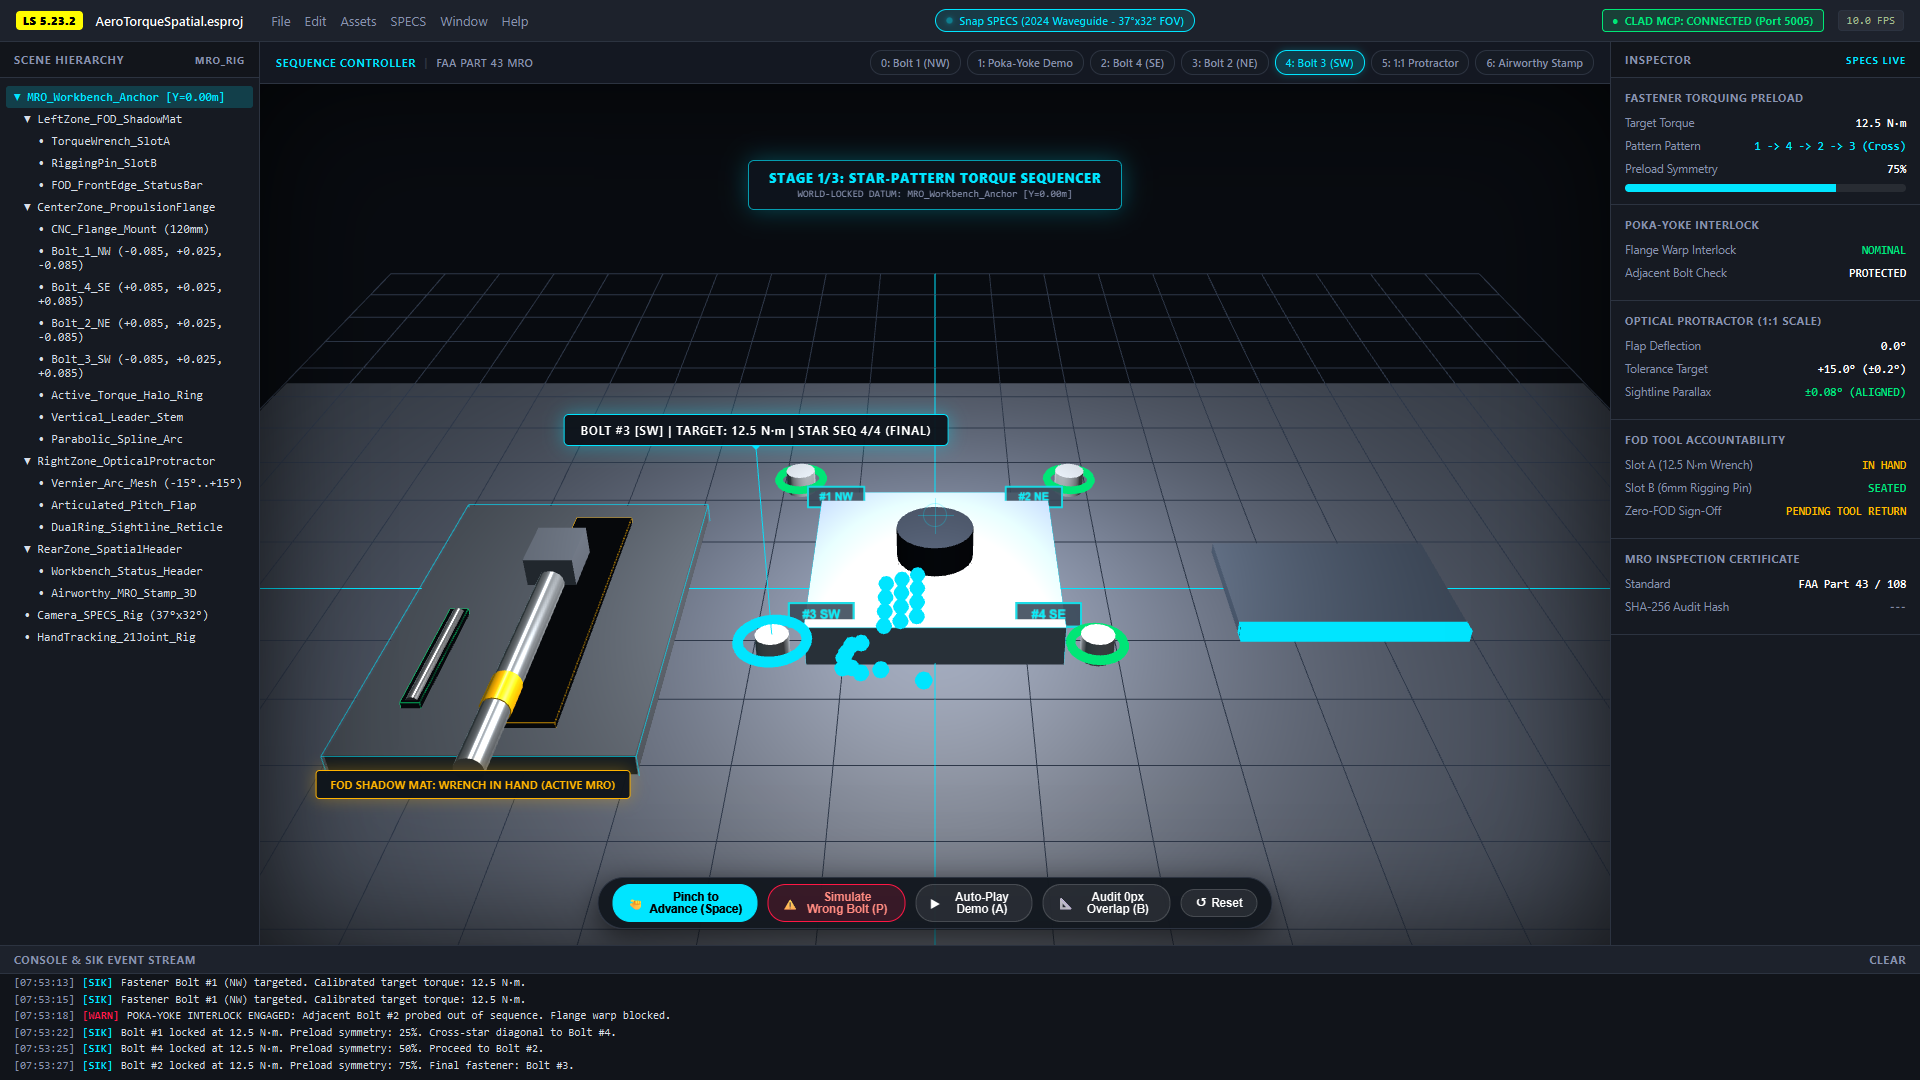 LS 5.23.2 AeroTorqueSpatial.esproj File Edit Assets SPECS Window Help
Snap SPECS (2024 Waveguide - 37°x32° FOV)
CLAD MCP: CONNECTED (Port 5005) 10.0 FPS
SCENE HIERARCHY MRO_RIG
▼ MRO_Workbench_Anchor [Y=0.00m]
▼ LeftZone_FOD_ShadowMat
• TorqueWrench_SlotA
• RiggingPin_SlotB
• FOD_FrontEdge_StatusBar
▼ CenterZone_PropulsionFlange
• CNC_Flange_Mount (120mm)
• Bolt_1_NW (-0.085, +0.025,
-0.085)
• Bolt_4_SE (+0.085, +0.025,
+0.085)
• Bolt_2_NE (+0.085, +0.025,
-0.085)
• Bolt_3_SW (-0.085, +0.025,
+0.085)
• Active_Torque_Halo_Ring
• Vertical_Leader_Stem
• Parabolic_Spline_Arc
▼ RightZone_OpticalProtractor
• Vernier_Arc_Mesh (-15°..+15°)
• Articulated_Pitch_Flap
• DualRing_Sightline_Reticle
▼ RearZone_SpatialHeader
• Workbench_Status_Header
• Airworthy_MRO_Stamp_3D
• Camera_SPECS_Rig (37°x32°)
• HandTracking_21Joint_Rig
SEQUENCE CONTROLLER | FAA PART 43 MRO
0: Bolt 1 (NW) 1: Poka-Yoke Demo 2: Bolt 4 (SE) 3: Bolt 2 (NE) 4: Bolt 3 (SW) 5: 1:1 Protractor 6: Airworthy Stamp
STAGE 1/3: STAR-PATTERN TORQUE SEQUENCER
WORLD-LOCKED DATUM: MRO_Workbench_Anchor [Y=0.00m]
BOLT #3 [SW] | TARGET: 12.5 N·m | STAR SEQ 4/4 (FINAL)
#1 NW
#2 NE
#3 SW
#4 SE
FOD SHADOW MAT: WRENCH IN HAND (ACTIVE MRO)
Pinch to
Advance (Space)
Simulate
Wrong Bolt (P)
Auto-Play
Demo (A)
Audit 0px
Overlap (B)
↺ Reset
INSPECTOR SPECS LIVE
FASTENER TORQUING PRELOAD
Target Torque 12.5 N·m
Pattern Pattern 1 -> 4 -> 2 -> 3 (Cross)
Preload Symmetry 75%
POKA-YOKE INTERLOCK
Flange Warp Interlock NOMINAL
Adjacent Bolt Check PROTECTED
OPTICAL PROTRACTOR (1:1 SCALE)
Flap Deflection 0.0°
Tolerance Target +15.0° (±0.2°)
Sightline Parallax ±0.08° (ALIGNED)
FOD TOOL ACCOUNTABILITY
Slot A (12.5 N·m Wrench) IN HAND
Slot B (6mm Rigging Pin) SEATED
Zero-FOD Sign-Off PENDING TOOL RETURN
MRO INSPECTION CERTIFICATE
Standard FAA Part 43 / 108
SHA-256 Audit Hash ---
CONSOLE & SIK EVENT STREAM CLEAR
[07:53:13] [SIK] Fastener Bolt #1 (NW) targeted. Calibrated target torque: 12.5 N·m.
[07:53:15] [SIK] Fastener Bolt #1 (NW) targeted. Calibrated target torque: 12.5 N·m.
[07:53:18] [WARN] POKA-YOKE INTERLOCK ENGAGED: Adjacent Bolt #2 probed out of sequence. Flange warp blocked.
[07:53:22] [SIK] Bolt #1 locked at 12.5 N·m. Preload symmetry: 25%. Cross-star diagonal to Bolt #4.
[07:53:25] [SIK] Bolt #4 locked at 12.5 N·m. Preload symmetry: 50%. Proceed to Bolt #2.
[07:53:27] [SIK] Bolt #2 locked at 12.5 N·m. Preload symmetry: 75%. Final fastener: Bolt #3.